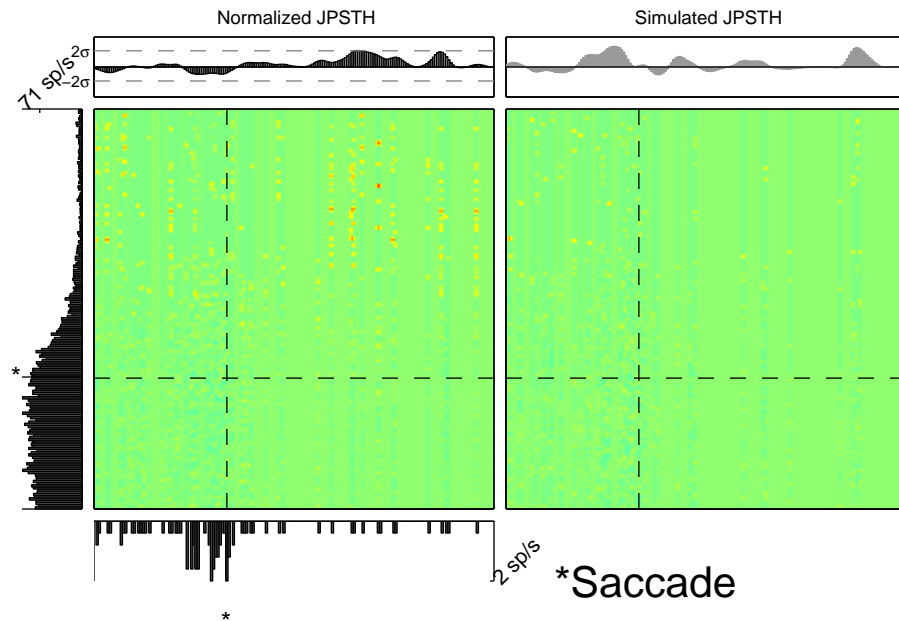 Normalized JPSTH
Simulated JPSTH
2σ
−2σ
71 sp/s
*
2 sp/s
*Saccade
*